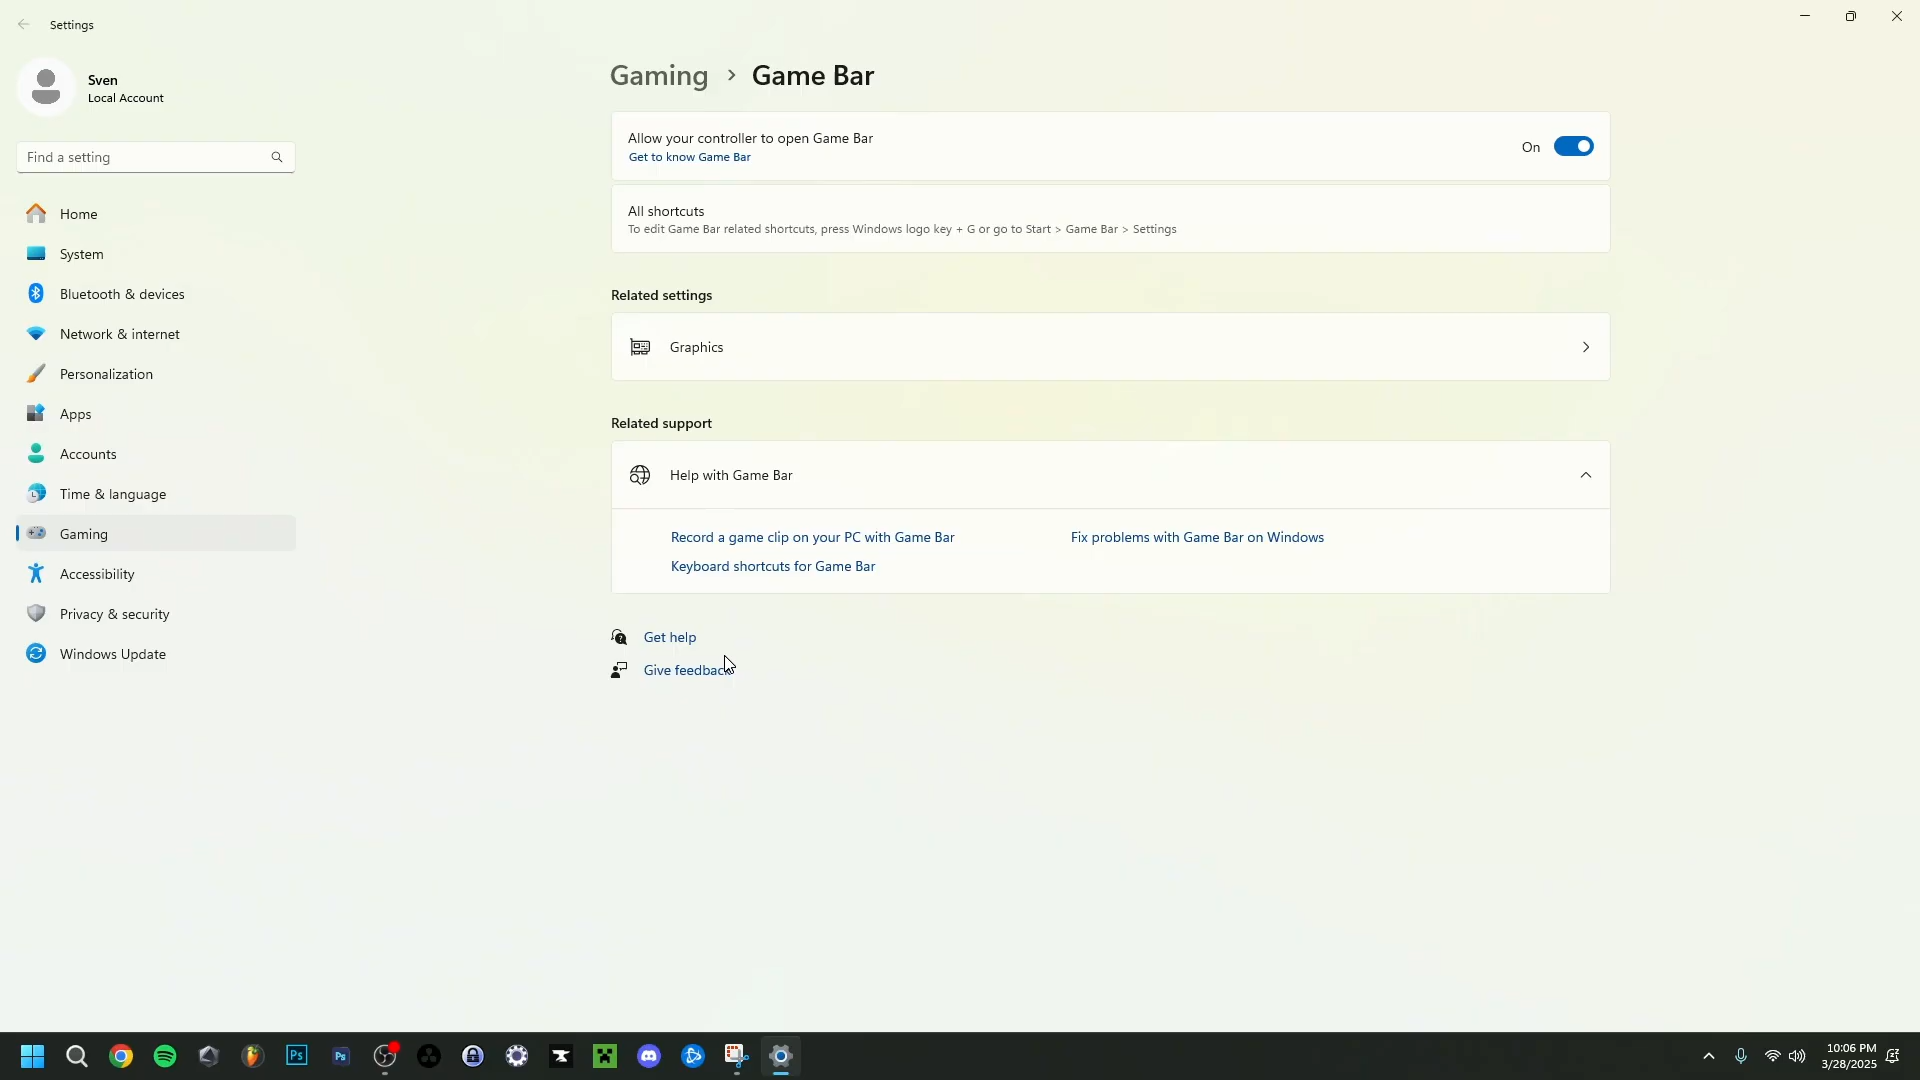 Settings
Sven
Local Account
Find a setting
Home
System
Bluetooth & devices
Network & internet
Personalization
Apps
Accounts
Time & language
Gaming
Accessibility
Privacy & security
Windows Update
Gaming > Game Bar
Allow your controller to open Game Bar
Get to know Game Bar
On
All shortcuts
To edit Game Bar related shortcuts, press Windows logo key + G or go to Start > Game Bar > Settings
Related settings
Graphics
Related support
Help with Game Bar
Record a game clip on your PC with Game Bar
Fix problems with Game Bar on Windows
Keyboard shortcuts for Game Bar
Get help
Give feedback
Ps
Ps
10:06 PM
3/28/2025